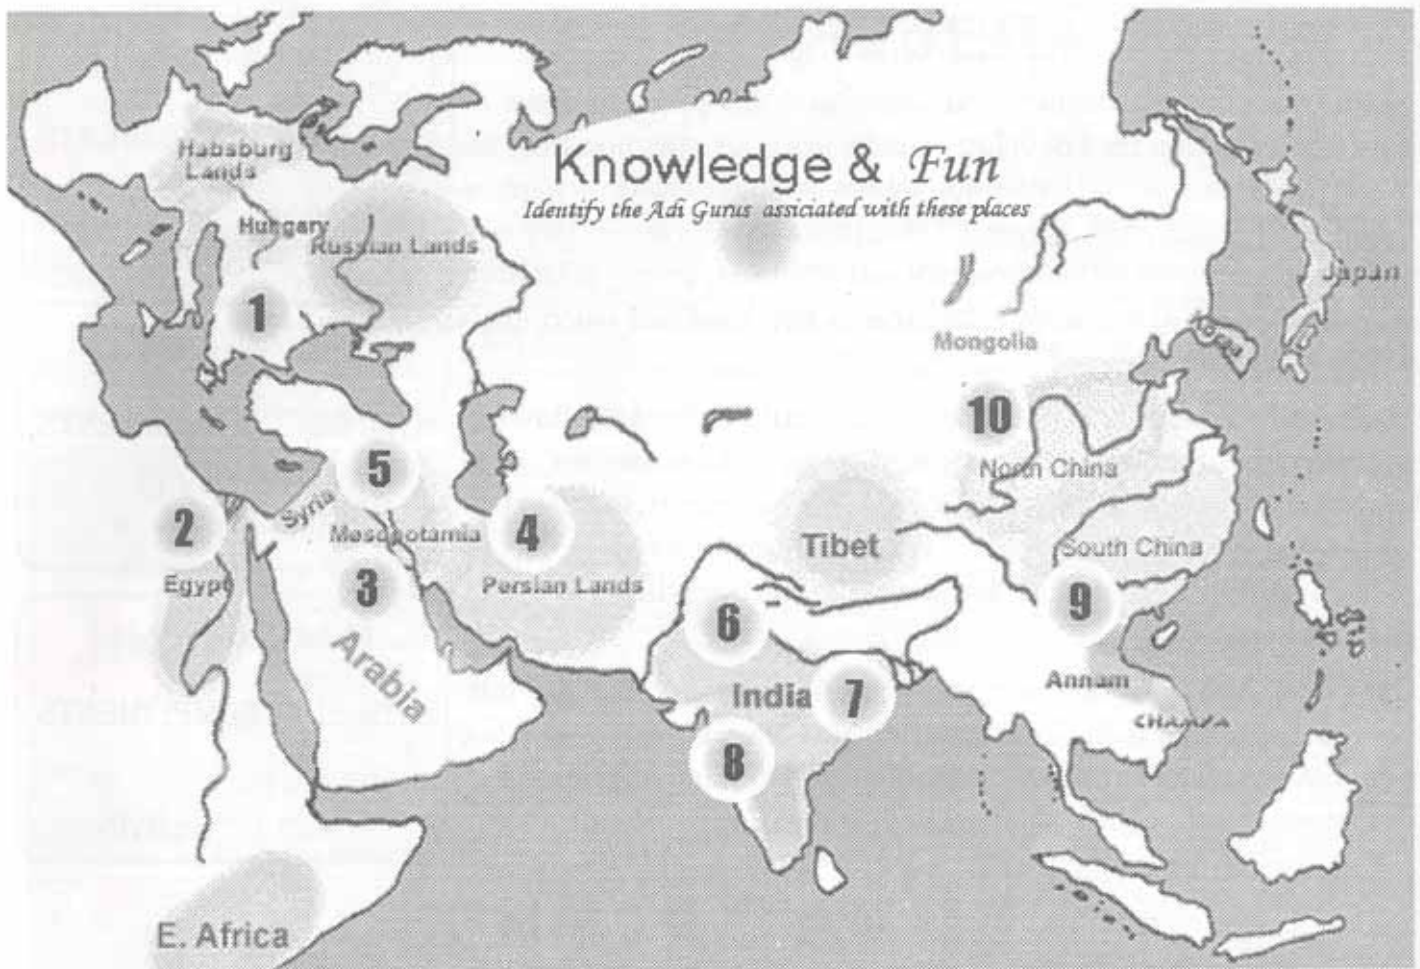 Knowledge & Fun
Identify the Adi Gurus assiciated with these places
Habsburg
Lands
Hungary
Russian Lands
Japan
1
Mongolia
Korea
10
5
North China
2
Syria
Mesopotamia
4
Tibet
South China
Egypt
3
Persian Lands
9
6
Arabia
India
7
Annam
CHAMPA
8
E. Africa